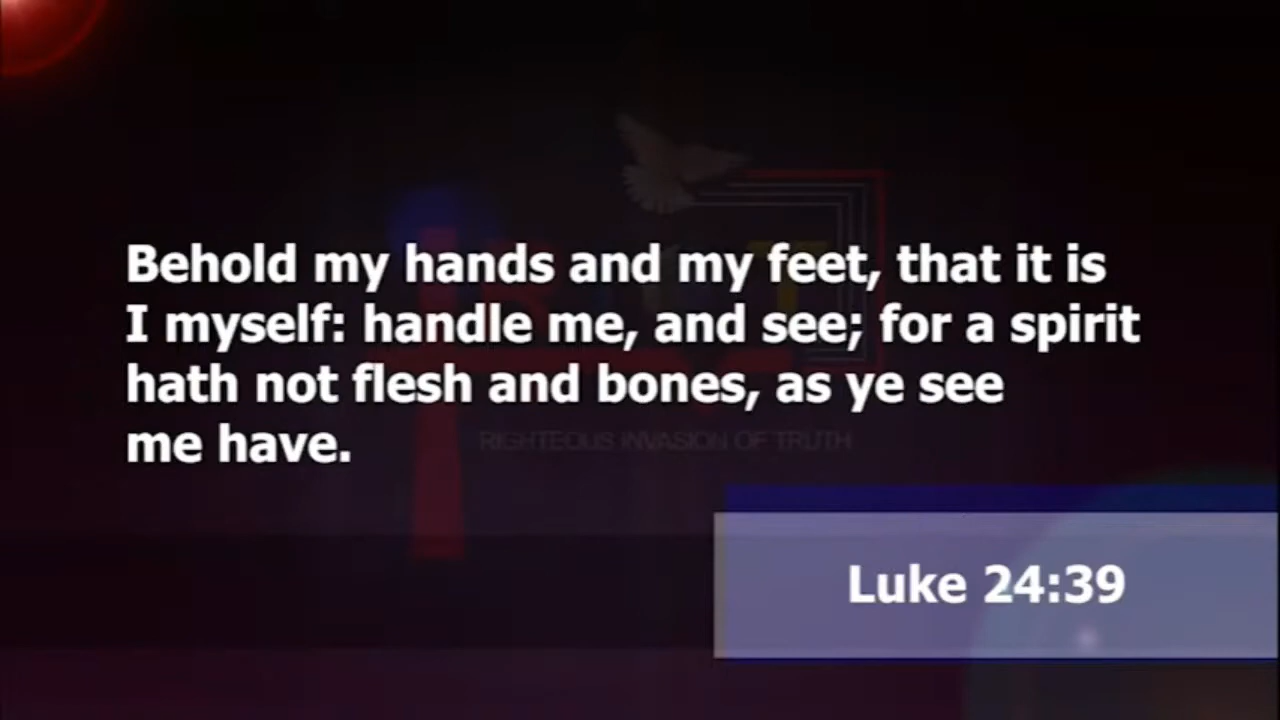 Behold my hands and my feet, that it is
I myself: handle me, and see; for a spirit
hath not flesh and bones, as ye see
me have.
RIGHTEOUS INVASION OF TRUTH
Luke 24:39